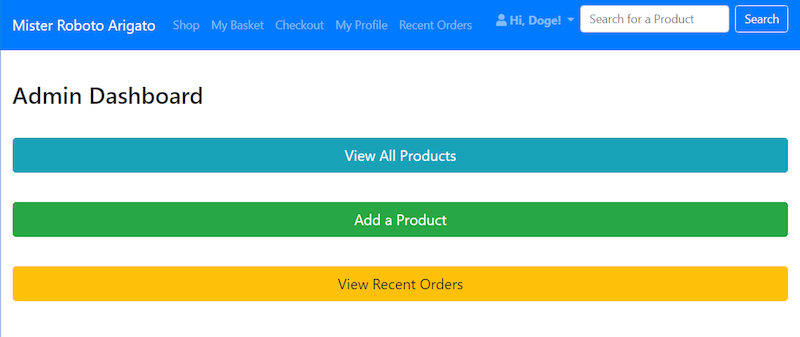 Mister Roboto Arigato Shop My Basket Checkout My Profile Recent Orders Hi, Doge! Search for a Product Search
Admin Dashboard
View All Products
Add a Product
View Recent Orders